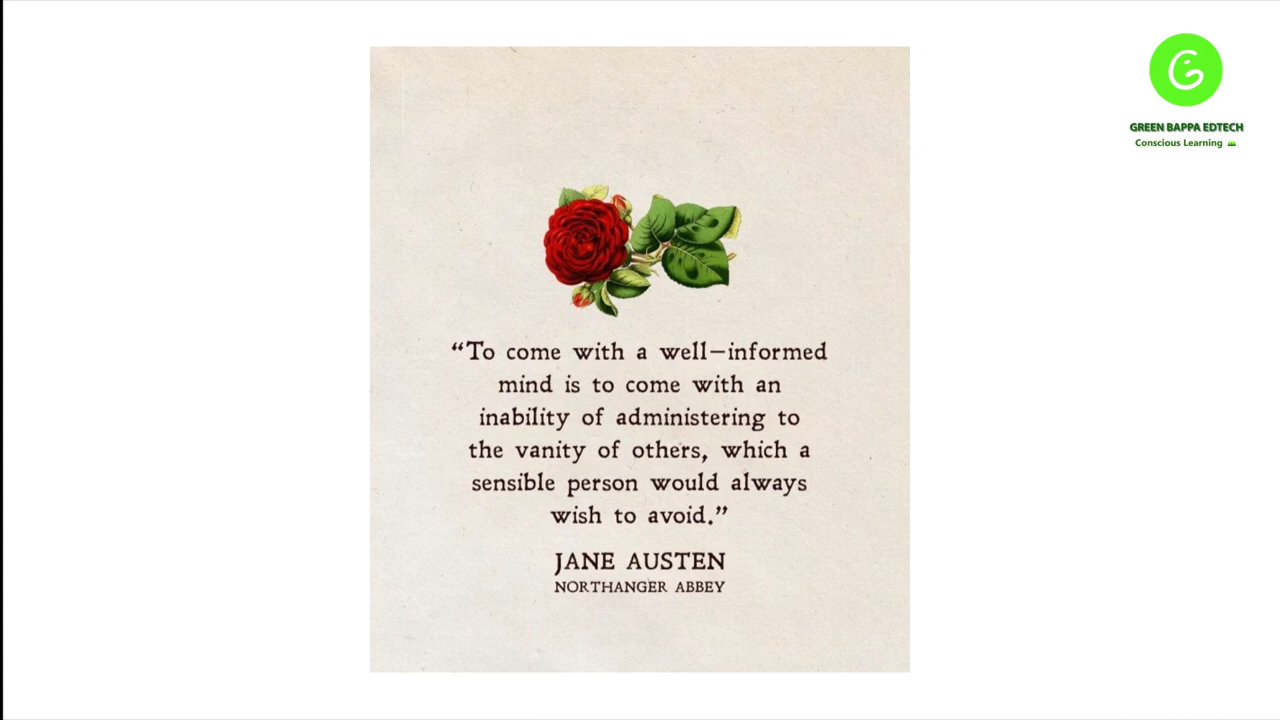 GREEN BAPPA EDTECH
Conscious Learning
“To come with a well–informed
mind is to come with an
inability of administering to
the vanity of others, which a
sensible person would always
wish to avoid.”
JANE AUSTEN
NORTHANGER ABBEY